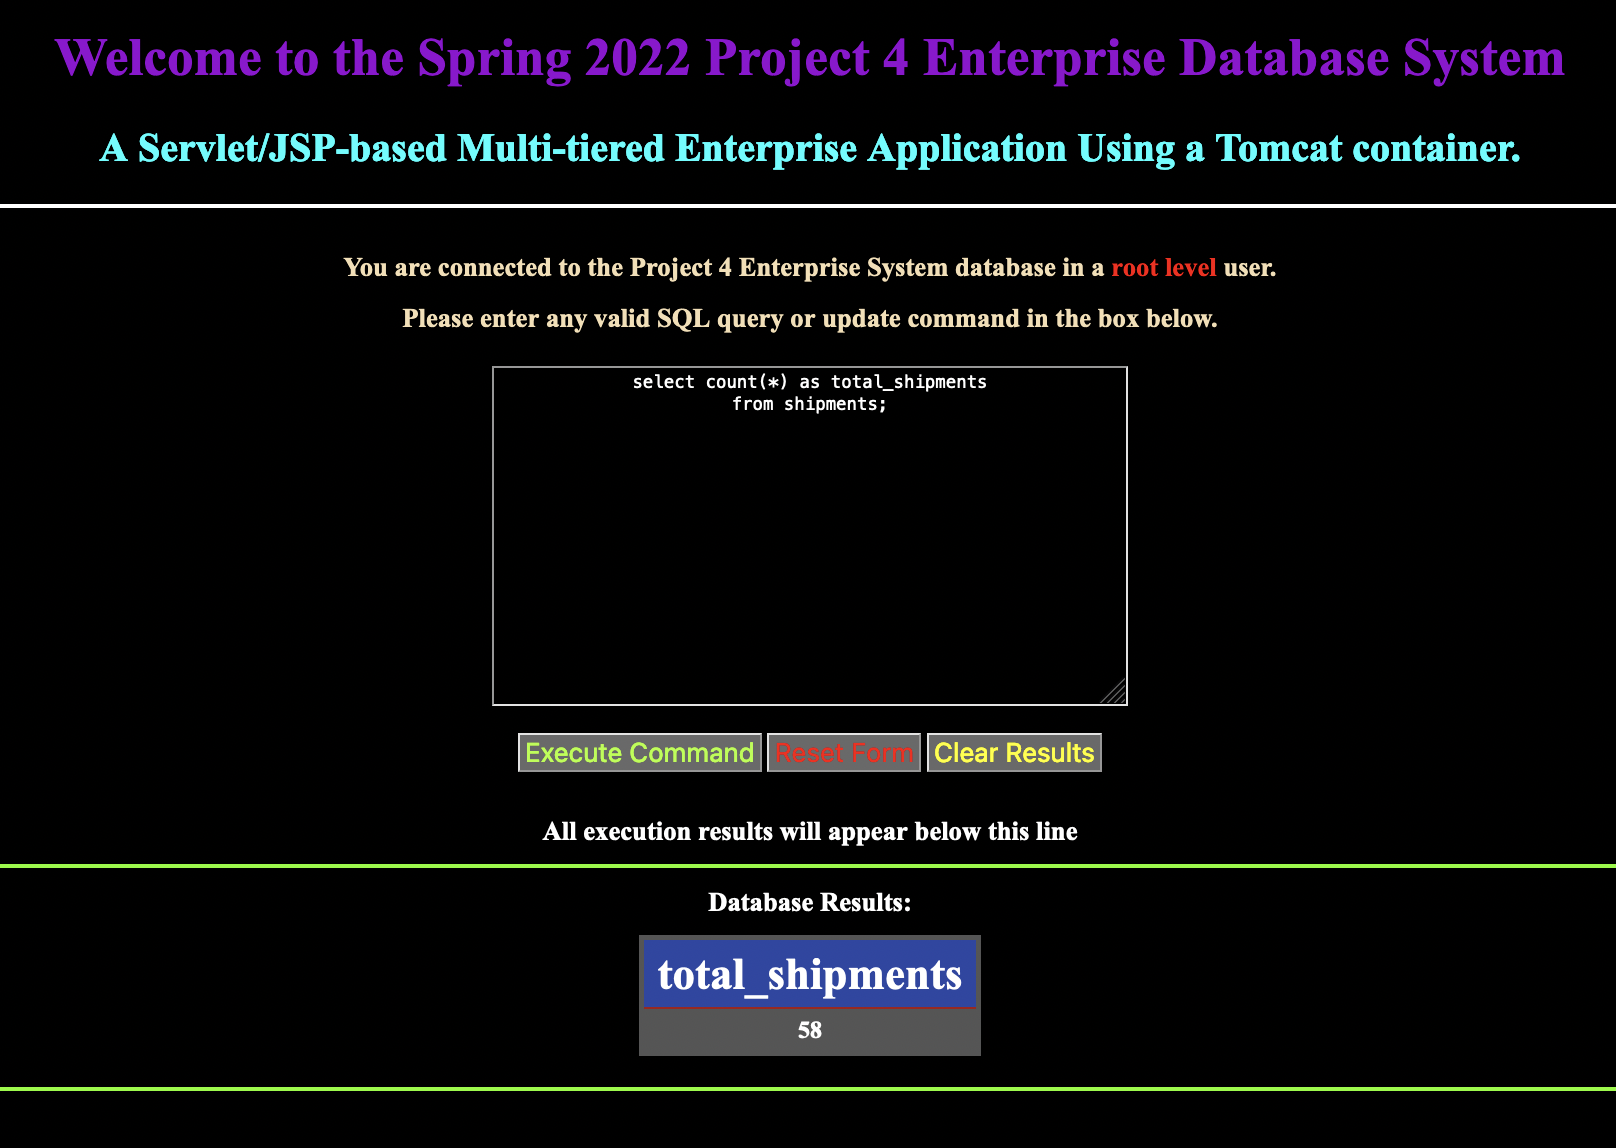 Welcome to the Spring 2022 Project 4 Enterprise Database System
A Servlet/JSP-based Multi-tiered Enterprise Application Using a Tomcat container.
You are connected to the Project 4 Enterprise System database in a root level user.
Please enter any valid SQL query or update command in the box below.
select count(*) as total_shipments
from shipments;
Execute Command Reset Form Clear Results
All execution results will appear below this line
Database Results:
total_shipments
58